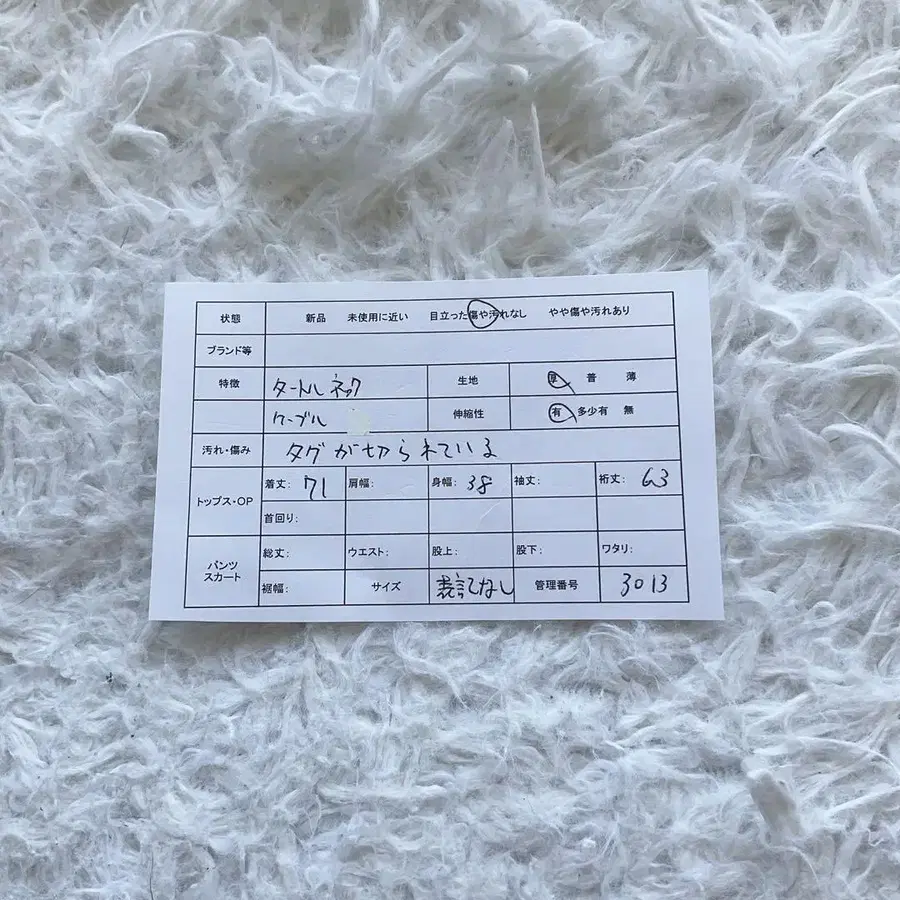 状態 新品 未使用に近い 目立った傷や汚れなし やや傷や汚れあり
ブランド等
特徴 タートルネック 生地 厚 普 薄
ケーブル 伸縮性 有 多少有 無
汚れ・傷み タグが切られている
トップス・OP 着丈: 71 肩幅: 身幅: 38 袖丈: 裄丈: 63
首回り:
パンツ スカート 総丈: ウエスト: 股上: 股下: ワタリ:
裾幅: サイズ 表記なし 管理番号 3013